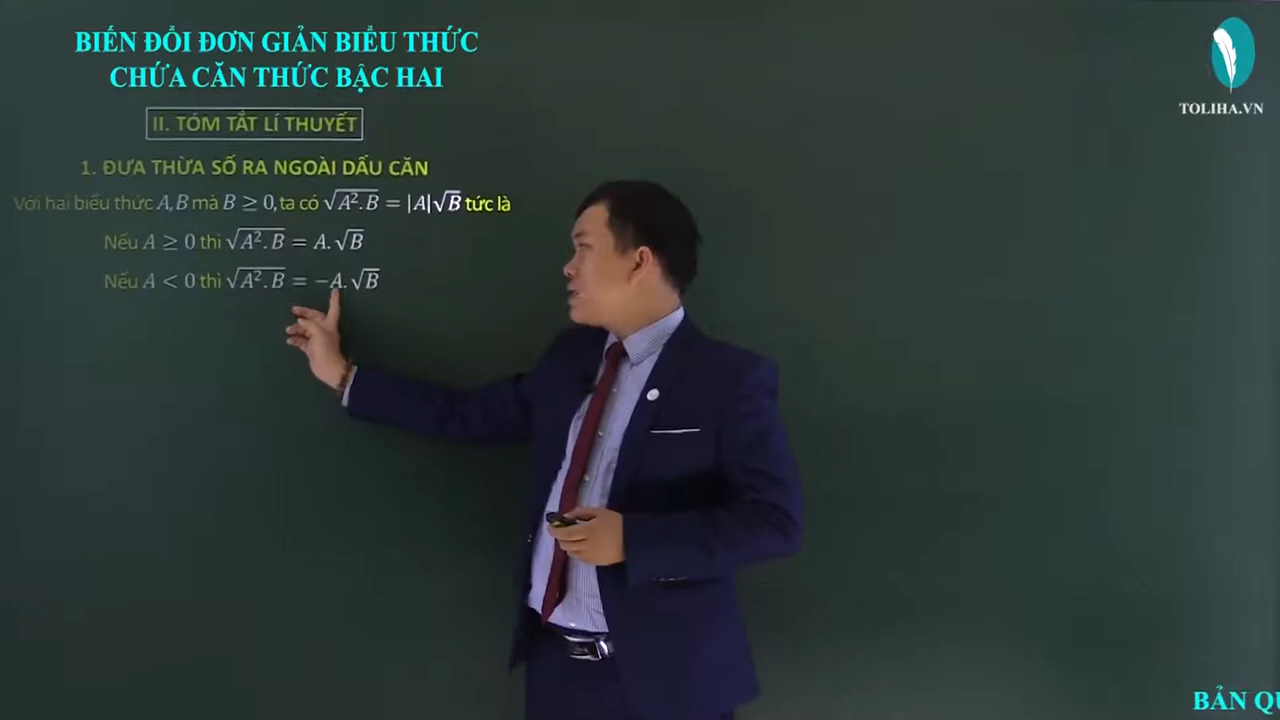 BIẾN ĐỔI ĐƠN GIẢN BIỂU THỨC
CHỨA CĂN THỨC BẬC HAI
II. TÓM TẮT LÍ THUYẾT
1. ĐƯA THỪA SỐ RA NGOÀI DẤU CĂN
Với hai biểu thức A, B mà B ≥ 0, ta có √(A².B) = |A|√B tức là
Nếu A ≥ 0 thì √(A².B) = A.√B
Nếu A < 0 thì √(A².B) = −A.√B
TOLIHA.VN
BẢN